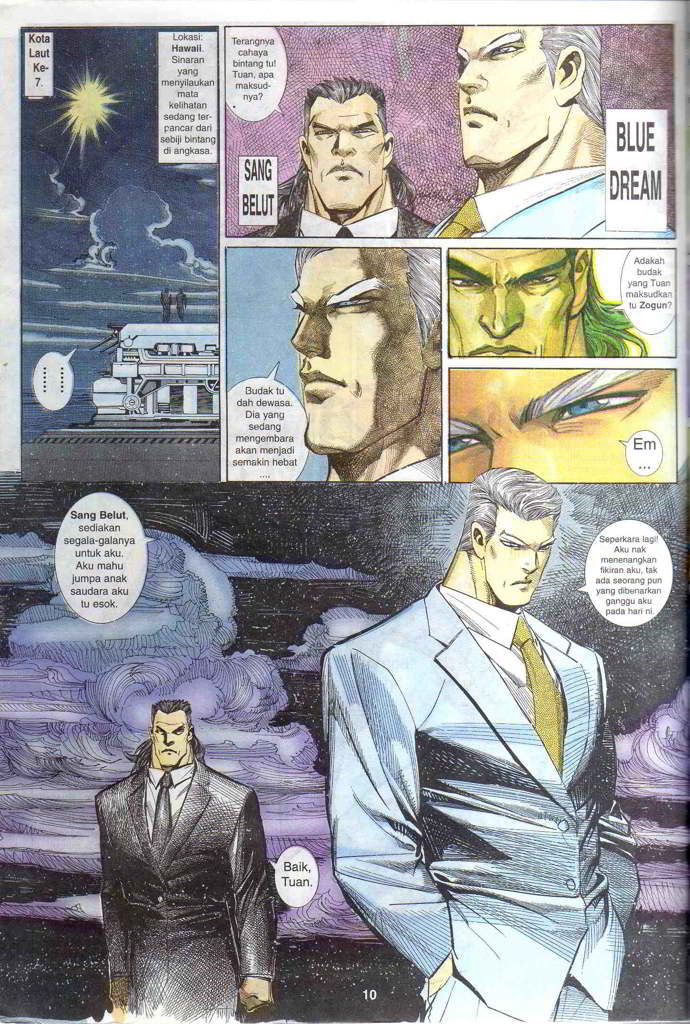 Kota
Laut
Ke-
7.
Lokasi:
Hawaii.
Sinaran
yang
menyilaukan
mata
kelihatan
sedang ter-
pancar dari
sebiji bintang
di angkasa.
......
Terangnya
cahaya
bintang tu!
Tuan, apa
maksud-
nya?
SANG
BELUT
BLUE
DREAM
Budak tu
dah dewasa.
Dia yang
sedang
mengembara
akan menjadi
semakin hebat
....
Adakah
budak
yang Tuan
maksudkan
tu Zogun?
Em
...
Sang Belut,
sediakan
segala-galanya
untuk aku.
Aku mahu
jumpa anak
saudara aku
tu esok.
Seperkara lagi!
Aku nak
menenangkan
fikiran aku, tak
ada seorang pun
yang dibenarkan
ganggu aku
pada hari ni.
Baik,
Tuan.
10